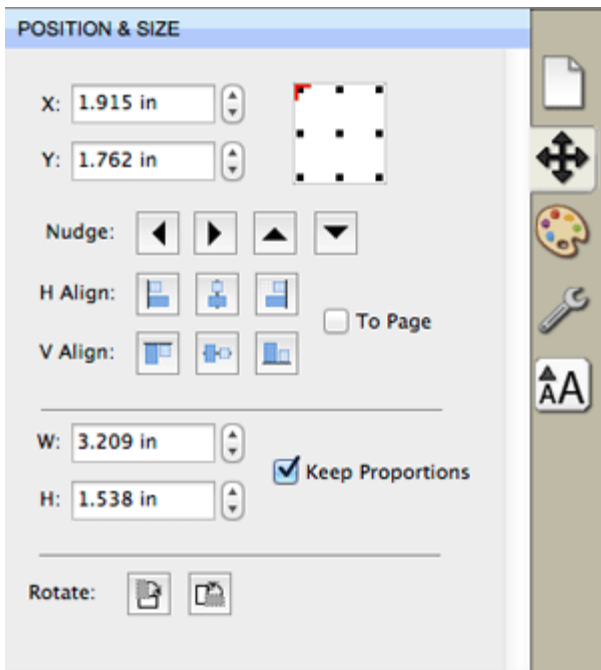 POSITION & SIZE
X: 1.915 in
Y: 1.762 in
Nudge:
H Align:
To Page
V Align:
W: 3.209 in
Keep Proportions
H: 1.538 in
Rotate:
AA